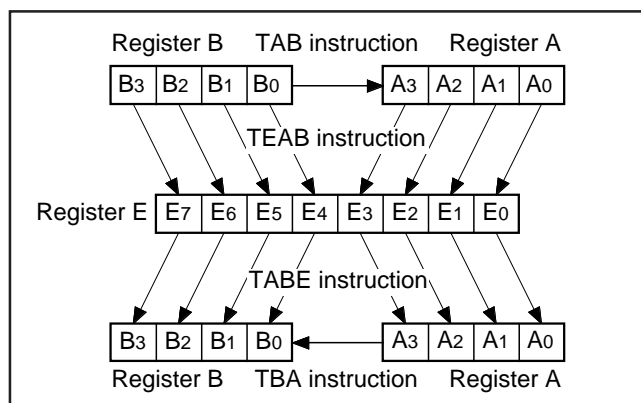 Register B TAB instruction Register A
B3 B2 B1 B0 A3 A2 A1 A0
TEAB instruction
Register E E7 E6 E5 E4 E3 E2 E1 E0
TABE instruction
B3 B2 B1 B0 A3 A2 A1 A0
Register B TBA instruction Register A